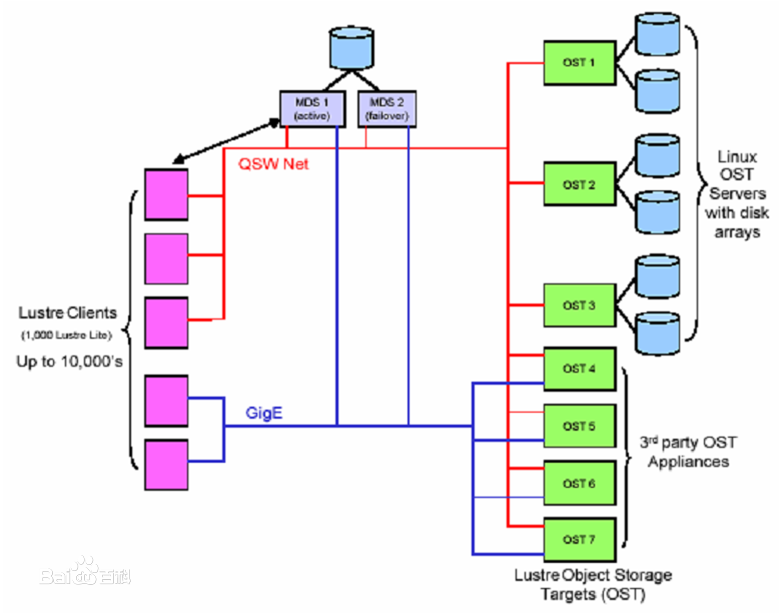 MDS 1
(active)
MDS 2
(failover)
QSW Net
OST 1
OST 2
OST 3
OST 4
OST 5
OST 6
OST 7
Linux
OST
Servers
with disk
arrays
Lustre Clients
(1,000 Lustre Lite)
Up to 10,000's
GigE
3rd party OST
Appliances
Lustre Object Storage
Targets (OST)
Bai百科